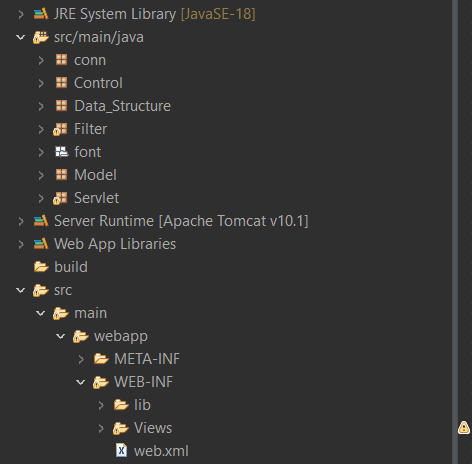 JRE System Library [JavaSE-18]
src/main/java
conn
Control
Data_Structure
Filter
font
Model
Servlet
Server Runtime [Apache Tomcat v10.1]
Web App Libraries
build
src
main
webapp
META-INF
WEB-INF
lib
Views
web.xml